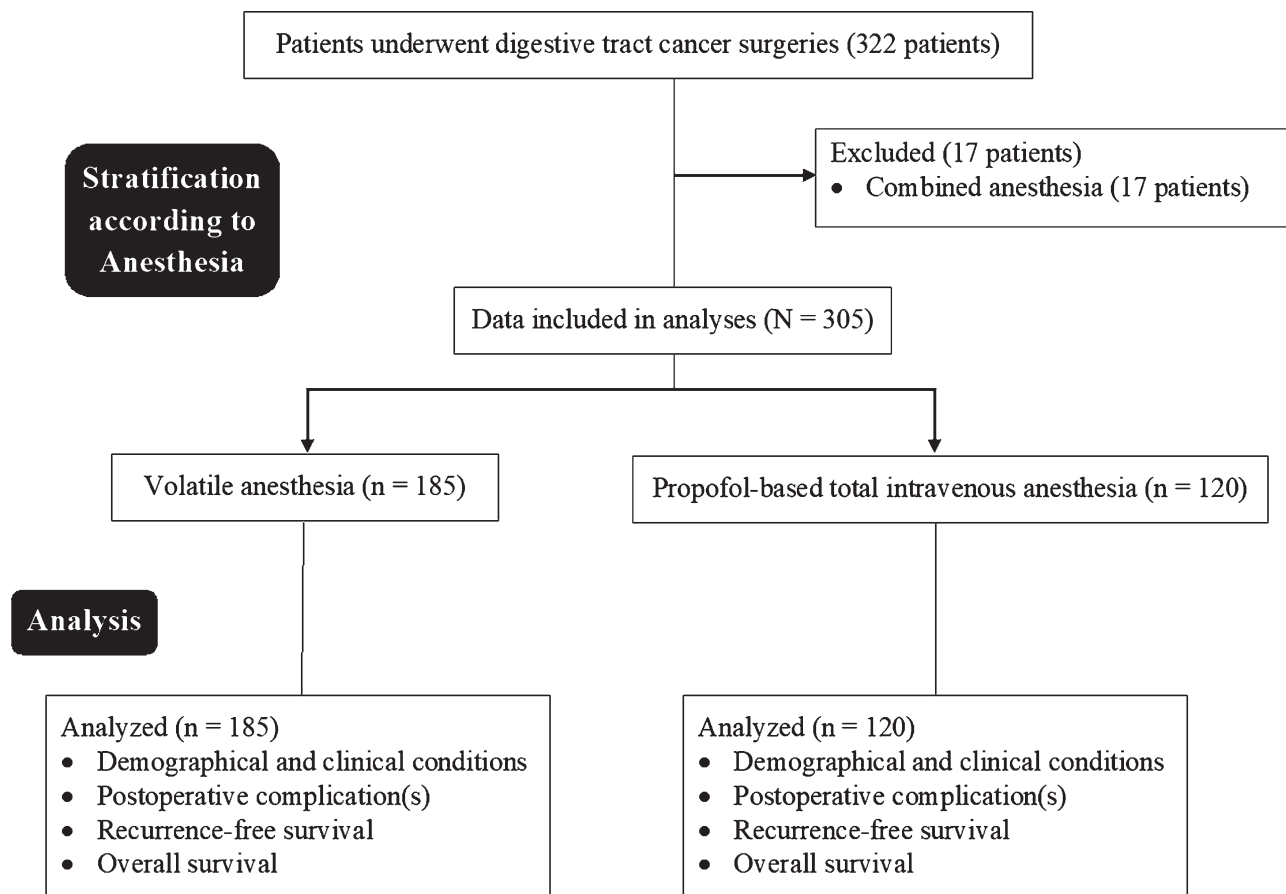 Patients underwent digestive tract cancer surgeries (322 patients)
Excluded (17 patients)
• Combined anesthesia (17 patients)
Stratification
according to
Anesthesia
Data included in analyses (N = 305)
Volatile anesthesia (n = 185)
Propofol-based total intravenous anesthesia (n = 120)
Analysis
Analyzed (n = 185)
• Demographical and clinical conditions
• Postoperative complication(s)
• Recurrence-free survival
• Overall survival
Analyzed (n = 120)
• Demographical and clinical conditions
• Postoperative complication(s)
• Recurrence-free survival
• Overall survival